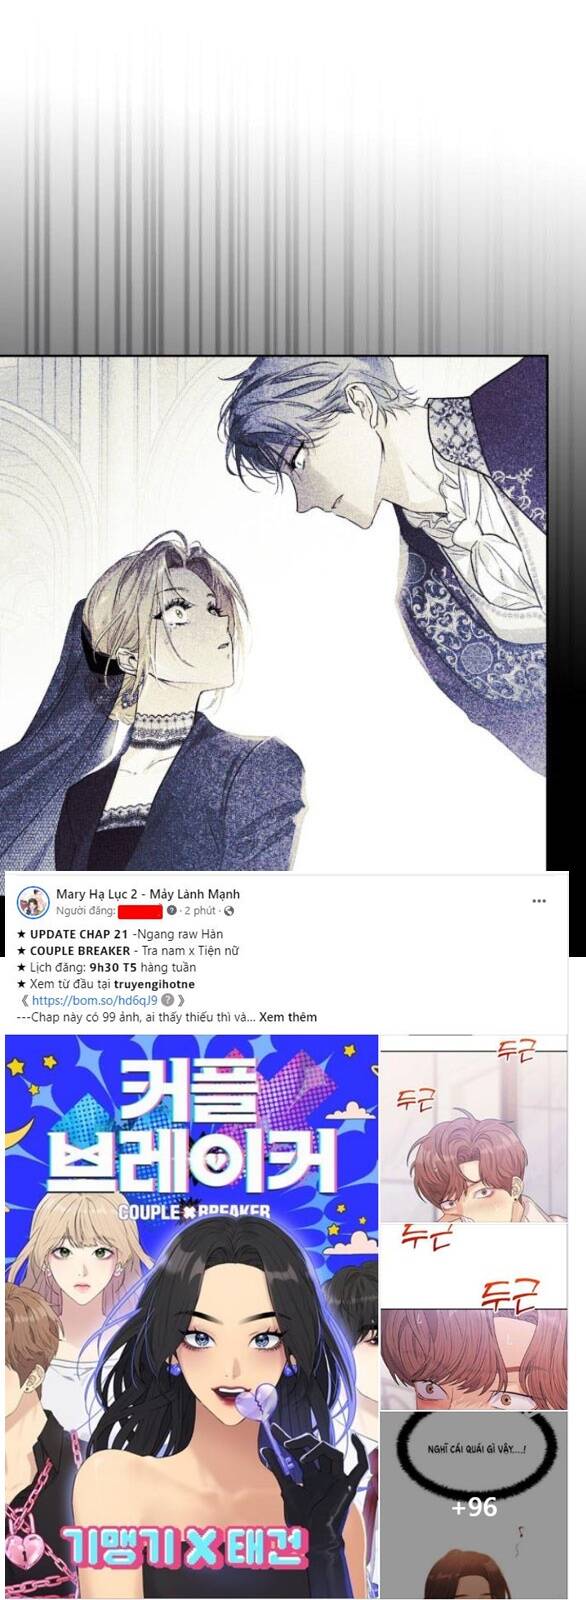 Mary Hạ Lục 2 - Mảy Lành Mạnh
Người đăng: · 2 phút ·
★ UPDATE CHAP 21 -Ngang raw Hàn
★ COUPLE BREAKER - Tra nam x Tiện nữ
★ Lịch đăng: 9h30 T5 hàng tuần
★ Xem từ đầu tại truyengihotne
《 https://bom.so/hd6qJ9 》
---Chap này có 99 ảnh, ai thấy thiếu thì và... Xem thêm
두근
두근
커플
브레이커
COUPLE BREAKER
두근
두근
NGHĨ CÁI QUÁI GÌ VẬY....!
+96
기맹기 X 태건